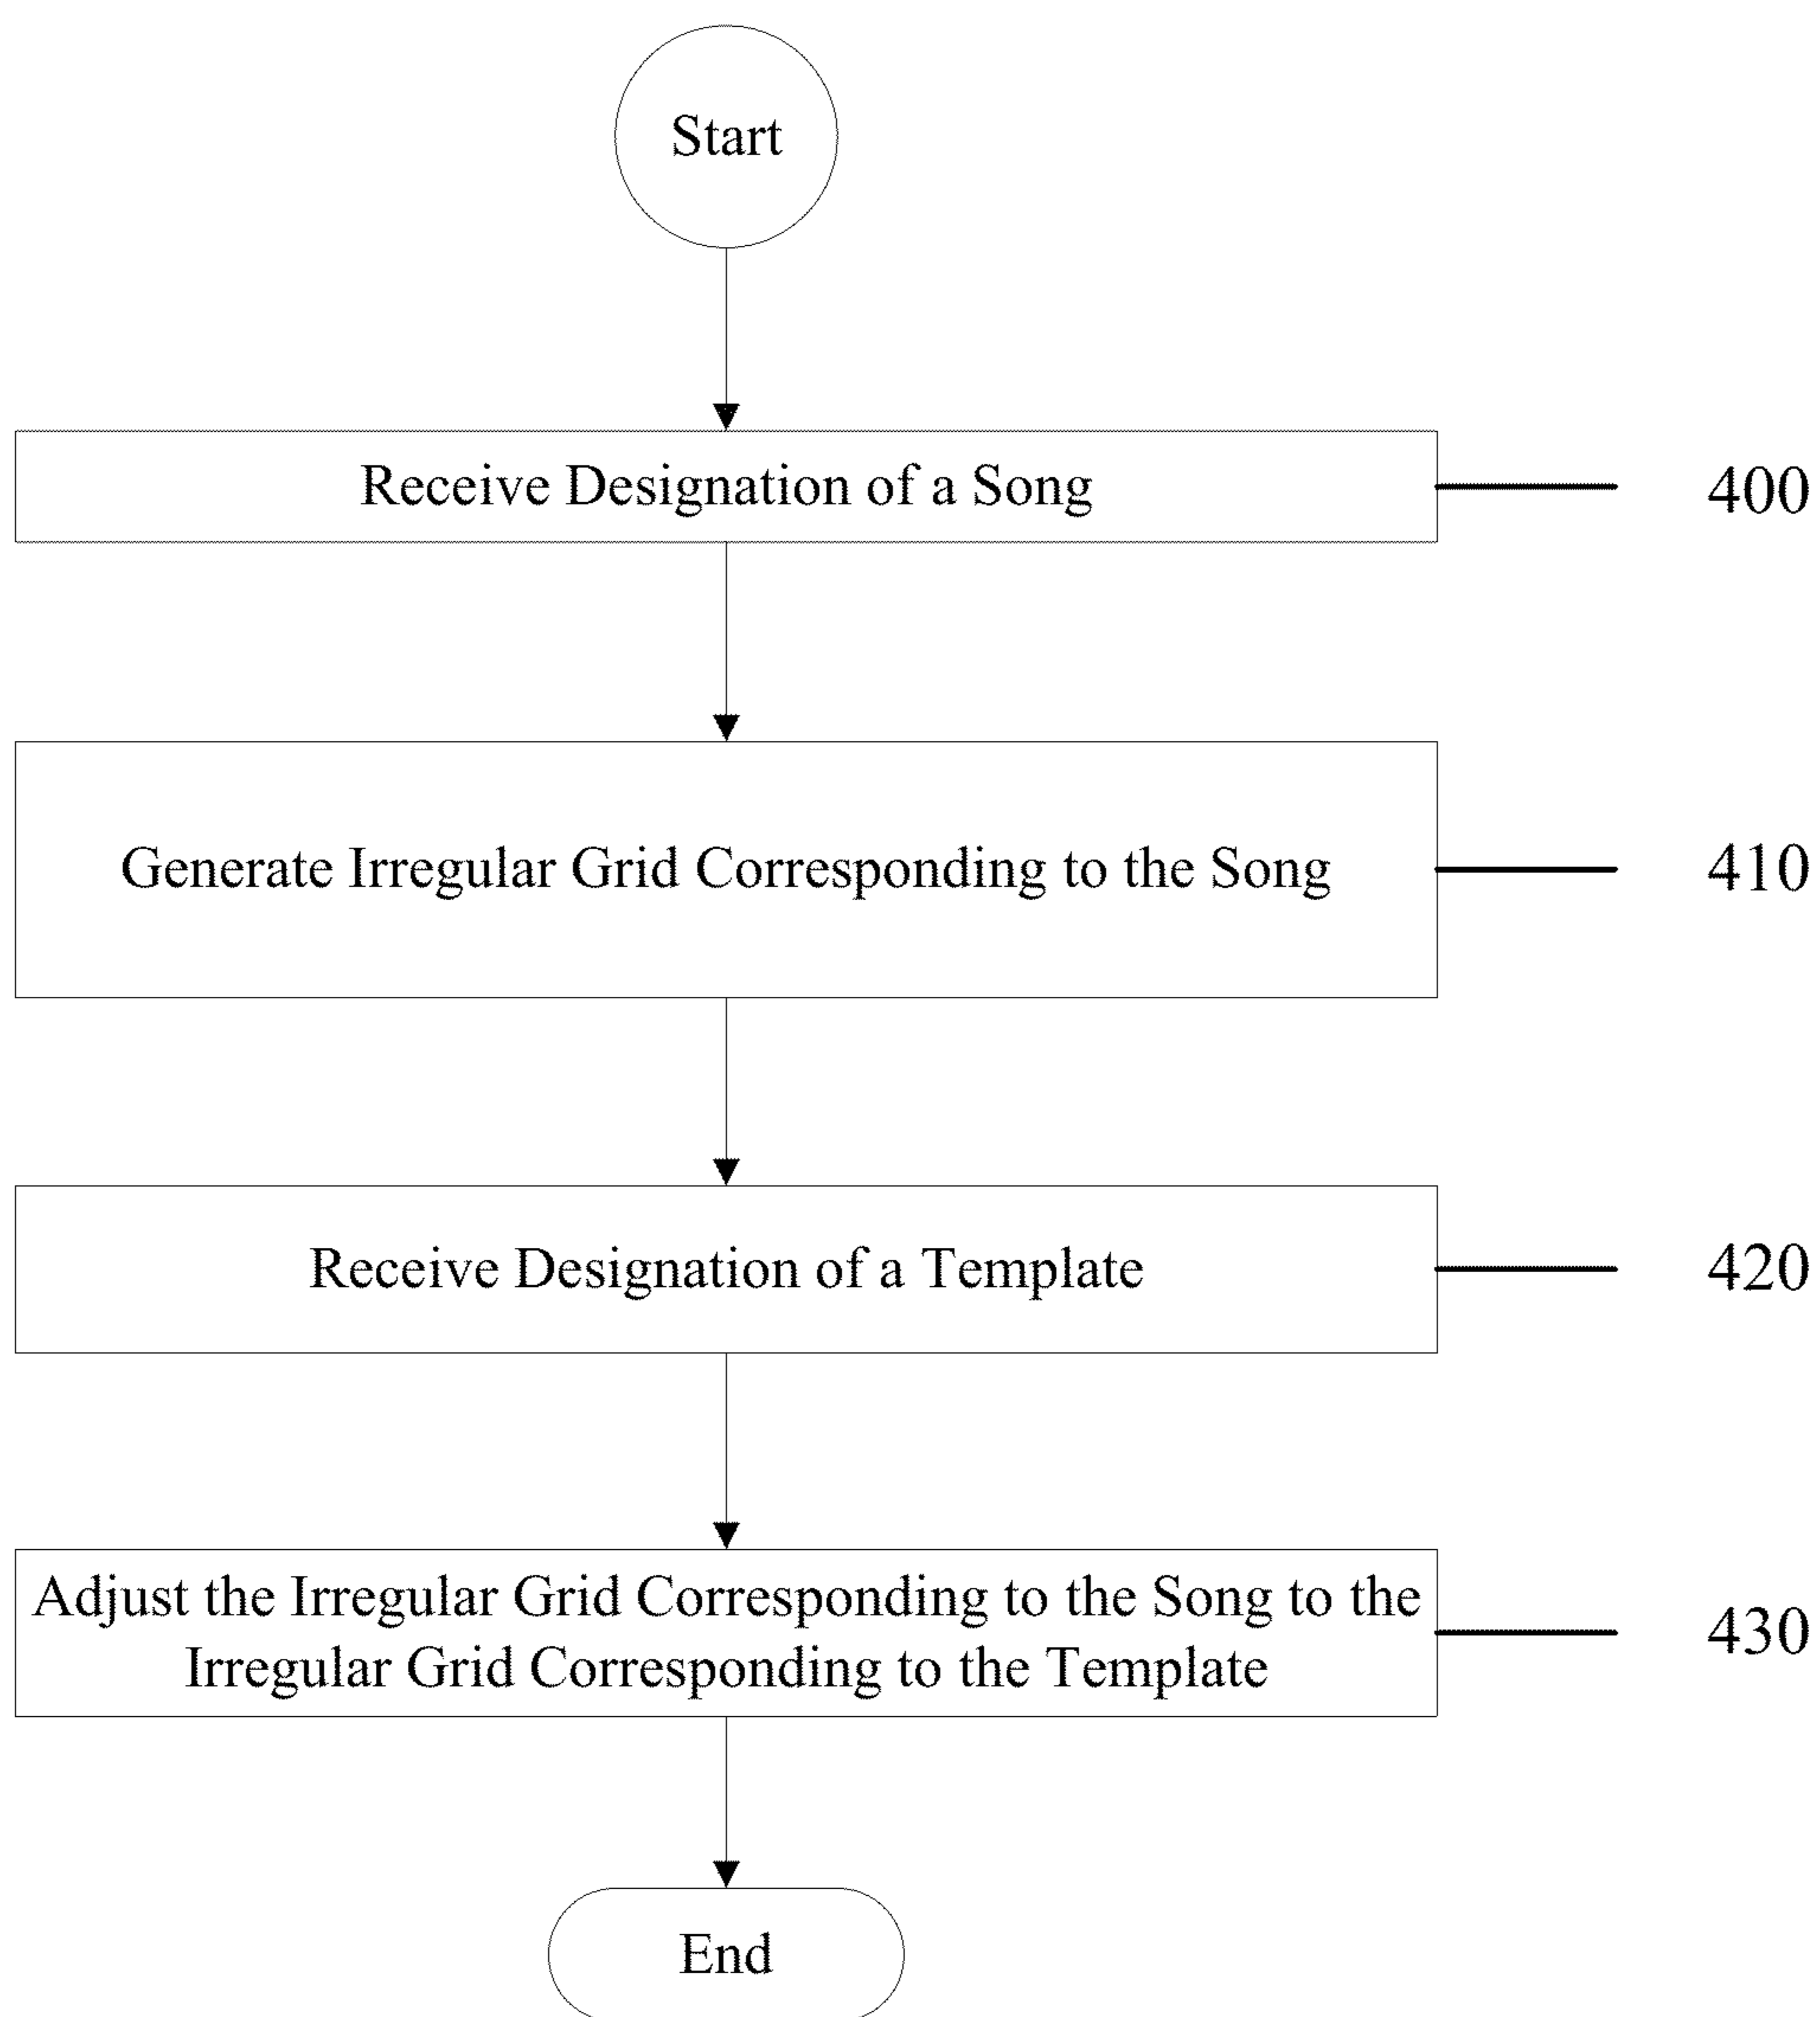 Start
Receive Designation of a Song
400
Generate Irregular Grid Corresponding to the Song
410
Receive Designation of a Template
420
Adjust the Irregular Grid Corresponding to the Song to the
Irregular Grid Corresponding to the Template
430
End